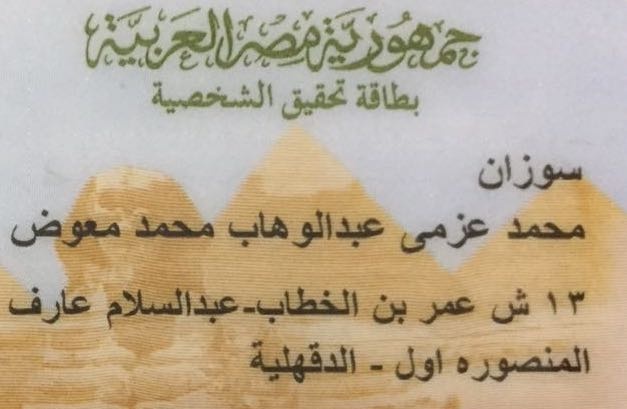 جمهورية مصر العربية
بطاقة تحقيق الشخصية
سوزان
محمد عزمى عبدالوهاب محمد معوض
١٣ ش عمر بن الخطاب-عبدالسلام عارف
المنصوره اول - الدقهلية